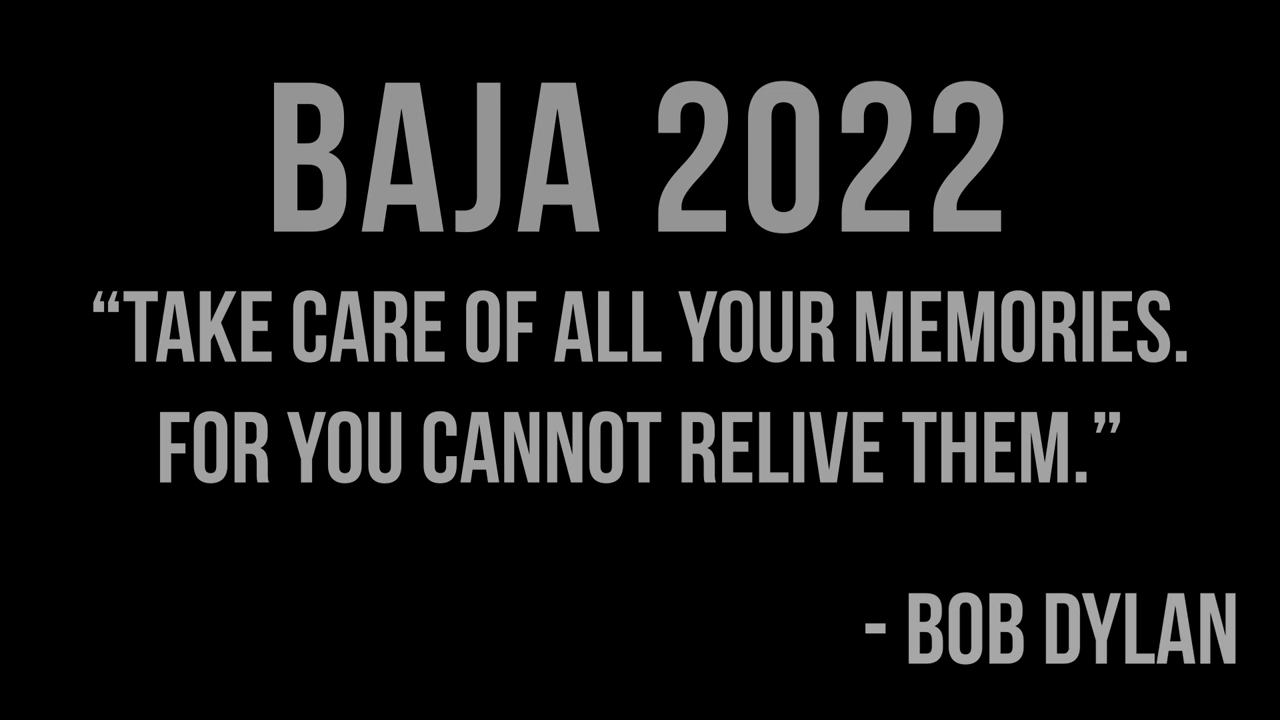 BAJA 2022
“TAKE CARE OF ALL YOUR MEMORIES.
FOR YOU CANNOT RELIVE THEM.”
- BOB DYLAN